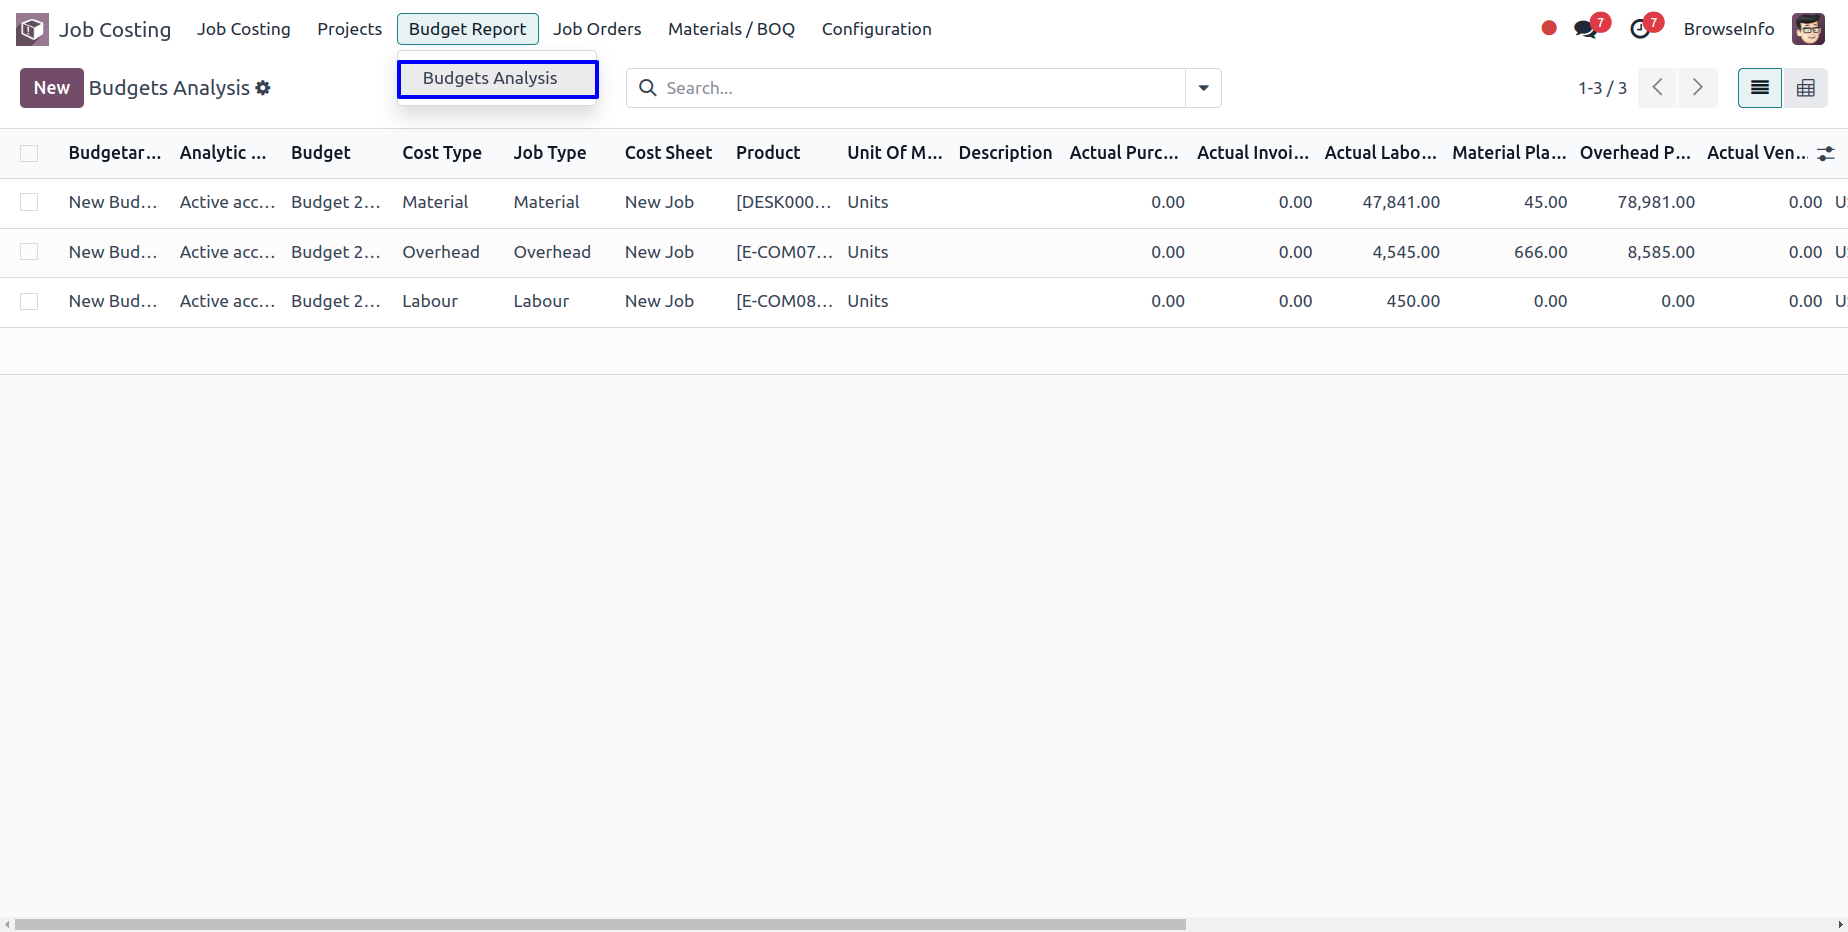 Job Costing Job Costing Projects Budget Report Job Orders Materials / BOQ Configuration 7 7 BrowseInfo
New Budgets Analysis Budgets Analysis Search... 1-3 / 3
Budgetar... Analytic ... Budget Cost Type Job Type Cost Sheet Product Unit Of M... Description Actual Purc... Actual Invoi... Actual Labo... Material Pla... Overhead P... Actual Ven...
New Bud... Active acc... Budget 2... Material Material New Job [DESK000... Units 0.00 0.00 47,841.00 45.00 78,981.00 0.00
New Bud... Active acc... Budget 2... Overhead Overhead New Job [E-COM07... Units 0.00 0.00 4,545.00 666.00 8,585.00 0.00
New Bud... Active acc... Budget 2... Labour Labour New Job [E-COM08... Units 0.00 0.00 450.00 0.00 0.00 0.00